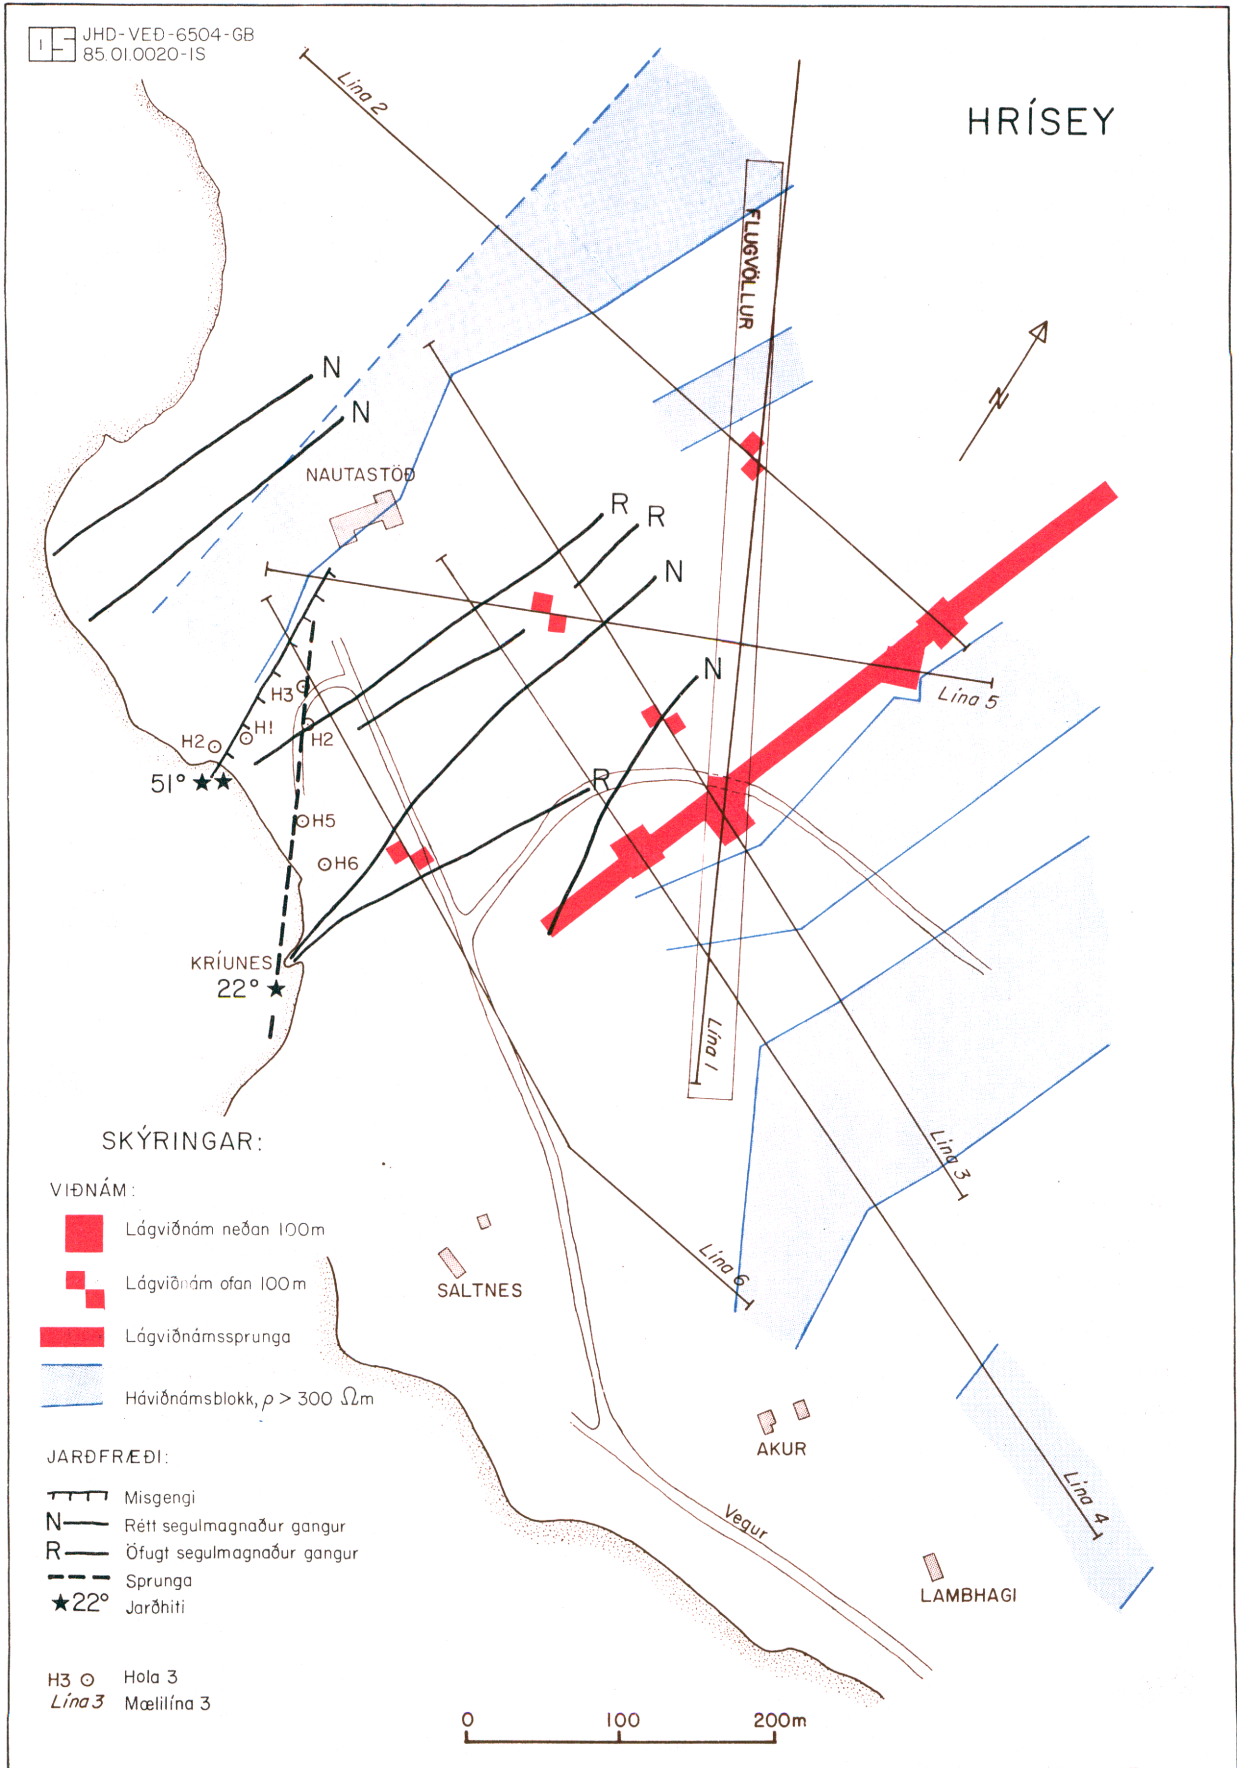 JHD-VEÐ-6504-GB
85.01.0020-IS
HRÍSEY
Lína 2
FLUGVÖLLUR
N
N
N
NAUTASTÖÐ
R
R
N
N
Lína 5
H3
H1
H2
H2
51°
R
H5
H6
KRÍUNES
22°
Lína 1
Lína 3
Lína 6
SKÝRINGAR:
VIÐNÁM:
Lágviðnám neðan 100m
Lágviðnám ofan 100m
Lágviðnámssprunga
Háviðnámsblokk, ρ > 300 Ωm
SALTNES
AKUR
JARÐFRÆÐI:
Misgengi
N Rétt segulmagnaður gangur
R Öfugt segulmagnaður gangur
Sprunga
22° Jarðhiti
Lína 4
Vegur
LAMBHAGI
H3 Hola 3
Lína 3 Mælilína 3
0 100 200m